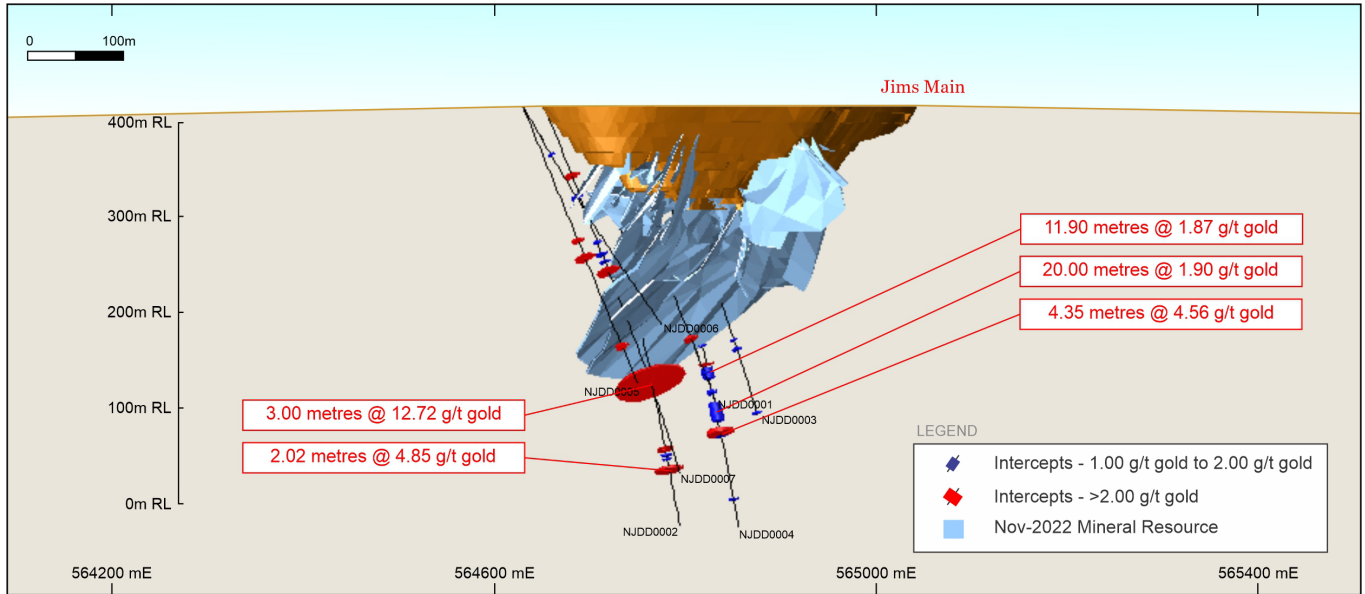 0 100m
Jims Main
400m RL
300m RL
11.90 metres @ 1.87 g/t gold
20.00 metres @ 1.90 g/t gold
200m RL
4.35 metres @ 4.56 g/t gold
NJDD0006
NJDD0005
100m RL
NJDD0001
3.00 metres @ 12.72 g/t gold
NJDD0003
LEGEND
2.02 metres @ 4.85 g/t gold
Intercepts - 1.00 g/t gold to 2.00 g/t gold
NJDD0007
Intercepts - >2.00 g/t gold
0m RL
Nov-2022 Mineral Resource
NJDD0002
NJDD0004
564200 mE
564600 mE
565000 mE
565400 mE